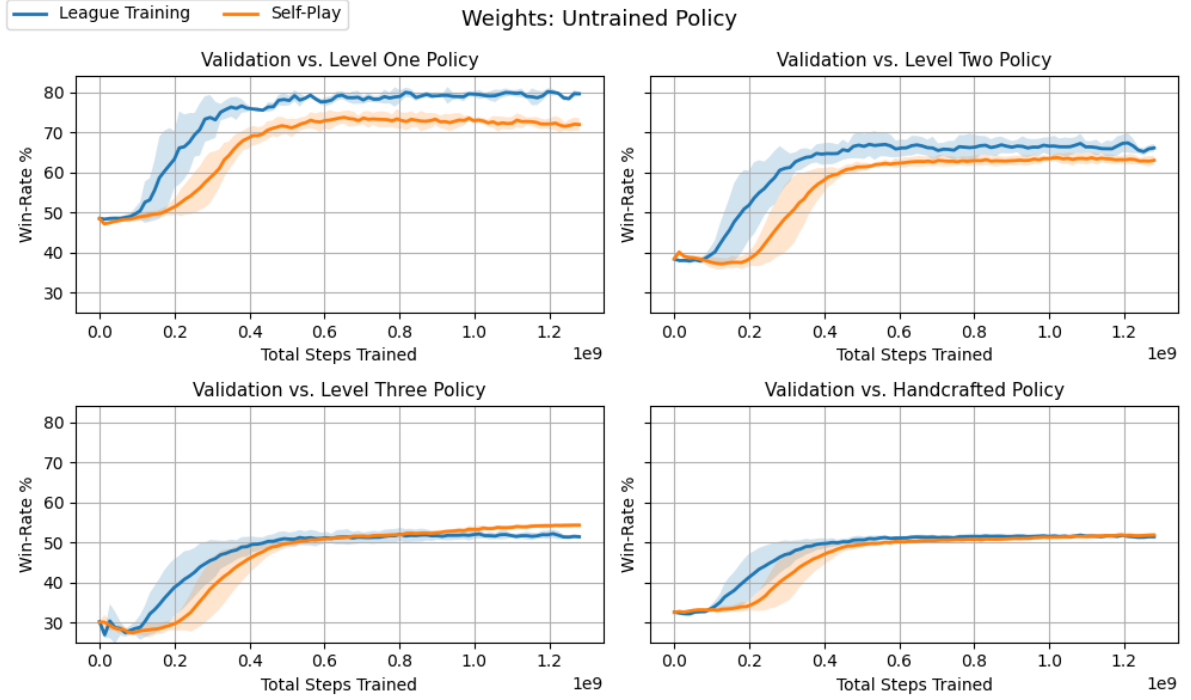 League Training
Self-Play
Weights: Untrained Policy
Validation vs. Level One Policy
Win-Rate %
80
70
60
50
40
30
0.0 0.2 0.4 0.6 0.8 1.0 1.2
1e9
Total Steps Trained
Validation vs. Level Two Policy
Win-Rate %
0.0 0.2 0.4 0.6 0.8 1.0 1.2
1e9
Total Steps Trained
Validation vs. Level Three Policy
Win-Rate %
80
70
60
50
40
30
0.0 0.2 0.4 0.6 0.8 1.0 1.2
1e9
Total Steps Trained
Validation vs. Handcrafted Policy
Win-Rate %
0.0 0.2 0.4 0.6 0.8 1.0 1.2
1e9
Total Steps Trained